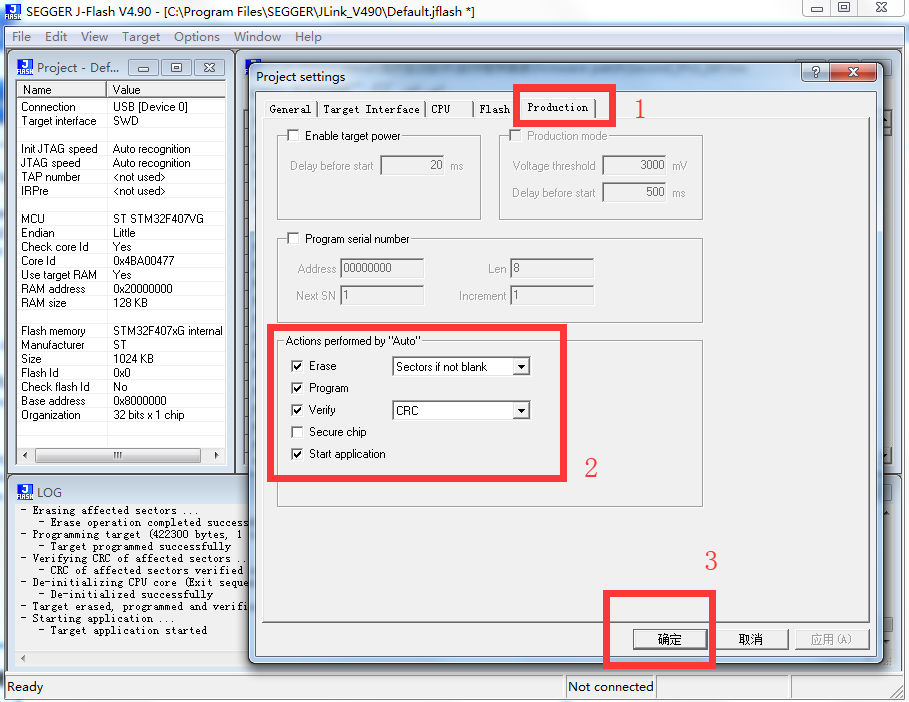 SEGGER J-Flash V4.90 - [C:\Program Files\SEGGER\JLink_V490\Default.jflash *]
File Edit View Target Options Window Help
Project - Def...
Name Value
Connection USB [Device 0]
Target interface SWD
Init JTAG speed Auto recognition
JTAG speed Auto recognition
TAP number <not used>
IRPre <not used>
MCU ST STM32F407VG
Endian Little
Check core Id Yes
Core Id 0x4BA00477
Use target RAM Yes
RAM address 0x20000000
RAM size 128 KB
Flash memory STM32F407xG internal
Manufacturer ST
Size 1024 KB
Flash Id 0x0
Check flash Id No
Base address 0x8000000
Organization 32 bits x 1 chip
Project settings
General Target Interface CPU Flash Production
1
Enable target power
Delay before start 20 ms
Production mode
Voltage threshold 3000 mV
Delay before start 500 ms
Program serial number
Address 00000000 Len 8
Next SN 1 Increment 1
Actions performed by "Auto"
Erase Sectors if not blank
Program
Verify CRC
Secure chip
Start application
2
3
确定 取消 应用(A)
LOG
- Erasing affected sectors ...
- Erase operation completed success
- Programming target (422300 bytes, 1
- Target programmed successfully
- Verifying CRC of affected sectors ..
- CRC of affected sectors verified
- De-initializing CPU core (Exit seque
- De-initialized successfully
- Target erased, programmed and verifi
- Starting application ...
- Target application started
Ready
Not connected